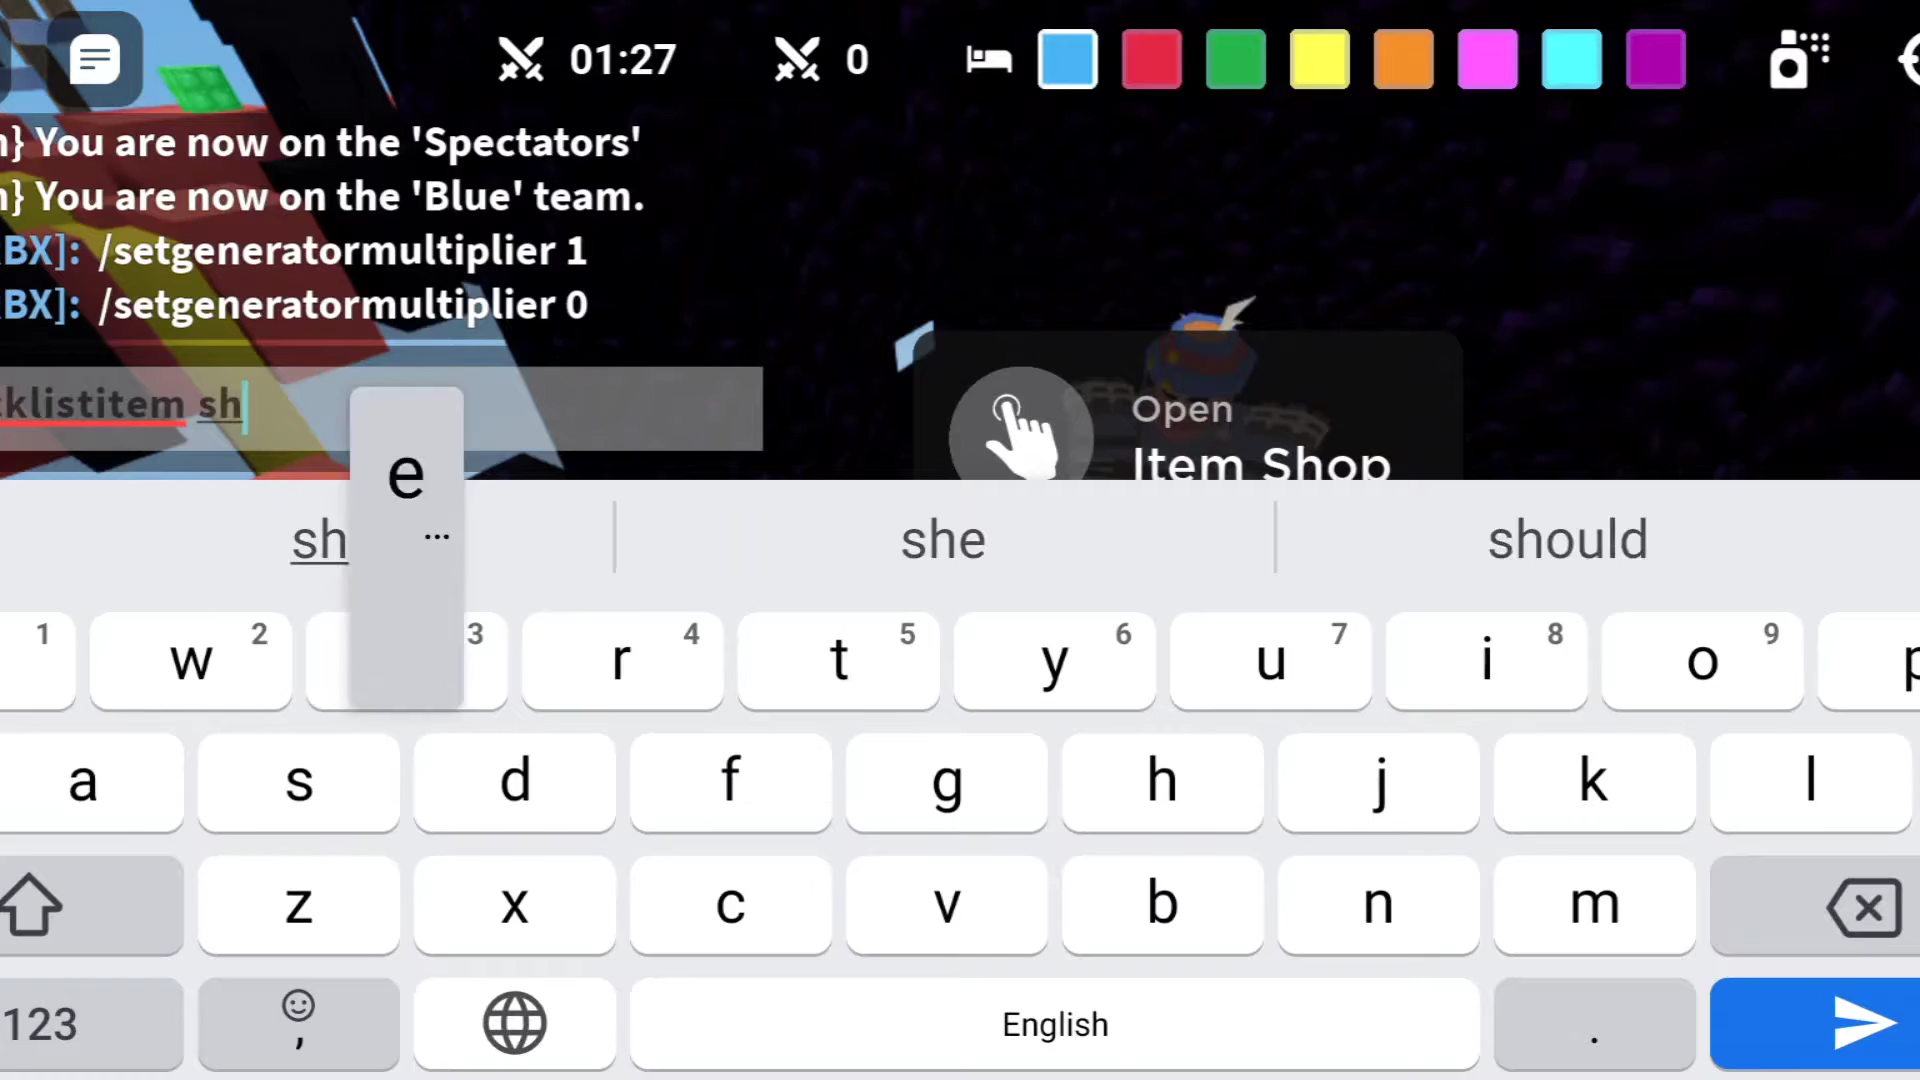 01:27
0
n} You are now on the 'Spectators'
n} You are now on the 'Blue' team.
BX]: /setgeneratormultiplier 1
BX]: /setgeneratormultiplier 0
cklistitem sh
Open
Item Shop
e
...
sh
she
should
1
w 2
3
r 4
t 5
y 6
u 7
i 8
o 9
p
a s d f g h j k l
z x c v b n m
123
,
English
.